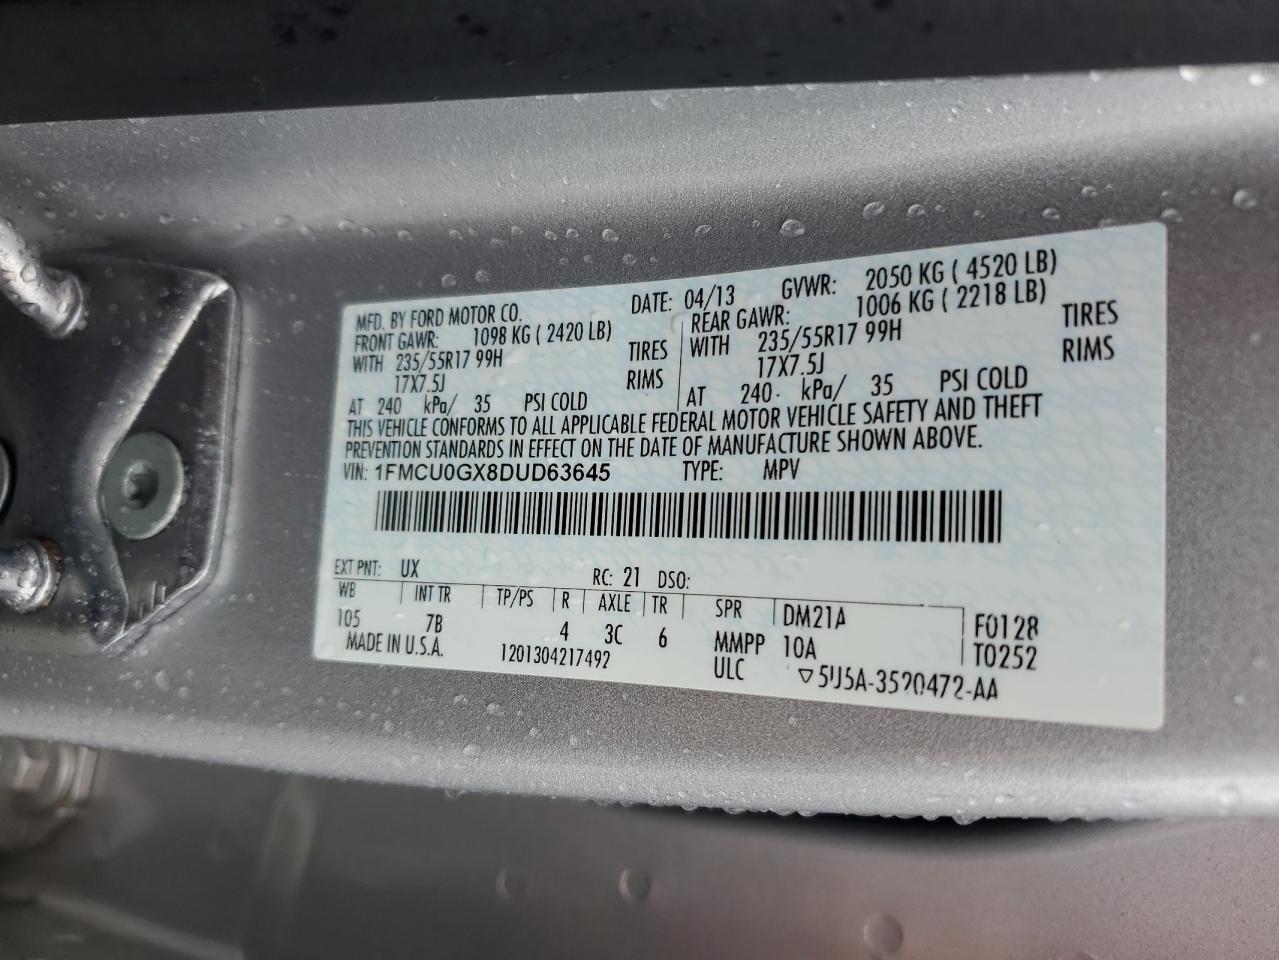 MFD. BY FORD MOTOR CO. DATE: 04/13 GVWR: 2050 KG ( 4520 LB)
FRONT GAWR: 1098 KG ( 2420 LB) REAR GAWR: 1006 KG ( 2218 LB)
WITH 235/55R17 99H TIRES WITH 235/55R17 99H TIRES
17X7.5J RIMS 17X7.5J RIMS
AT 240 kPa/ 35 PSI COLD AT 240 kPa/ 35 PSI COLD
THIS VEHICLE CONFORMS TO ALL APPLICABLE FEDERAL MOTOR VEHICLE SAFETY AND THEFT
PREVENTION STANDARDS IN EFFECT ON THE DATE OF MANUFACTURE SHOWN ABOVE.
VIN: 1FMCU0GX8DUD63645 TYPE: MPV
EXT PNT: UX RC: 21 DSO:
WB INT TR TP/PS R AXLE TR SPR DM21A F0128
105 7B 4 3C 6 MMPP 10A T0252
MADE IN U.S.A. 1201304217492 ULC ▽5U5A-3520472-AA